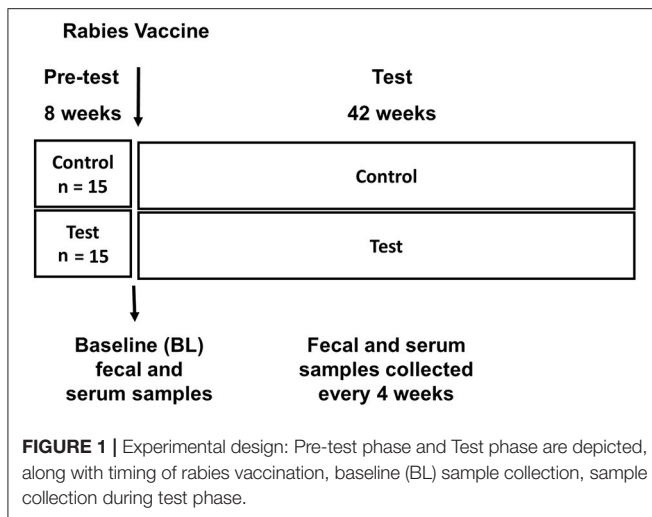 Rabies Vaccine
Pre-test
8 weeks
Test
42 weeks
Control
n = 15
Control
Test
n = 15
Test
Baseline (BL)
fecal and
serum samples
Fecal and serum
samples collected
every 4 weeks
FIGURE 1 | Experimental design: Pre-test phase and Test phase are depicted,
along with timing of rabies vaccination, baseline (BL) sample collection, sample
collection during test phase.